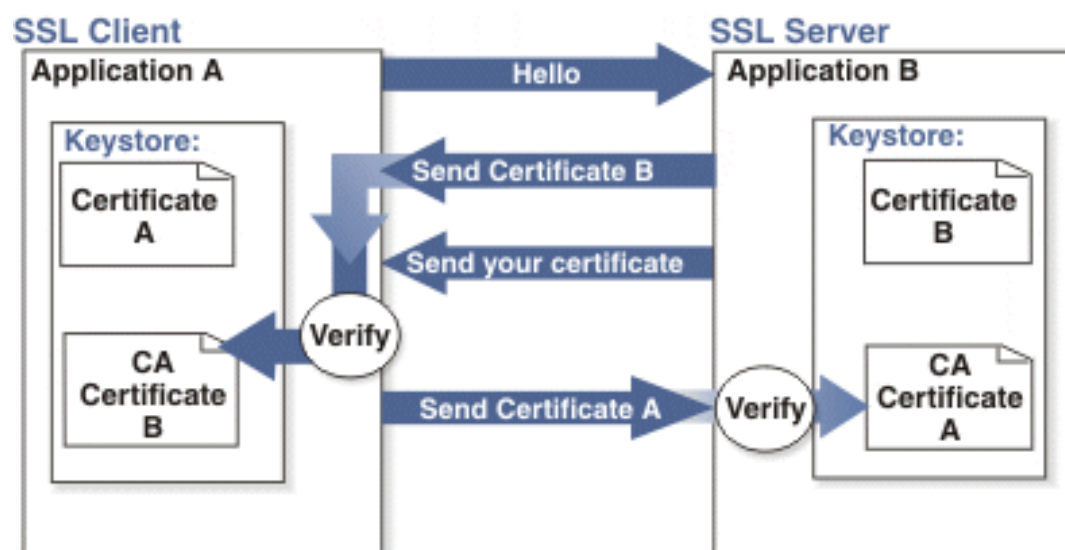 SSL Client
SSL Server
Application A
Hello
Application B
Keystore:
Keystore:
Send Certificate B
Certificate
A
Certificate
B
Send your certificate
Verify
CA
Certificate
B
Send Certificate A
Verify
CA
Certificate
A